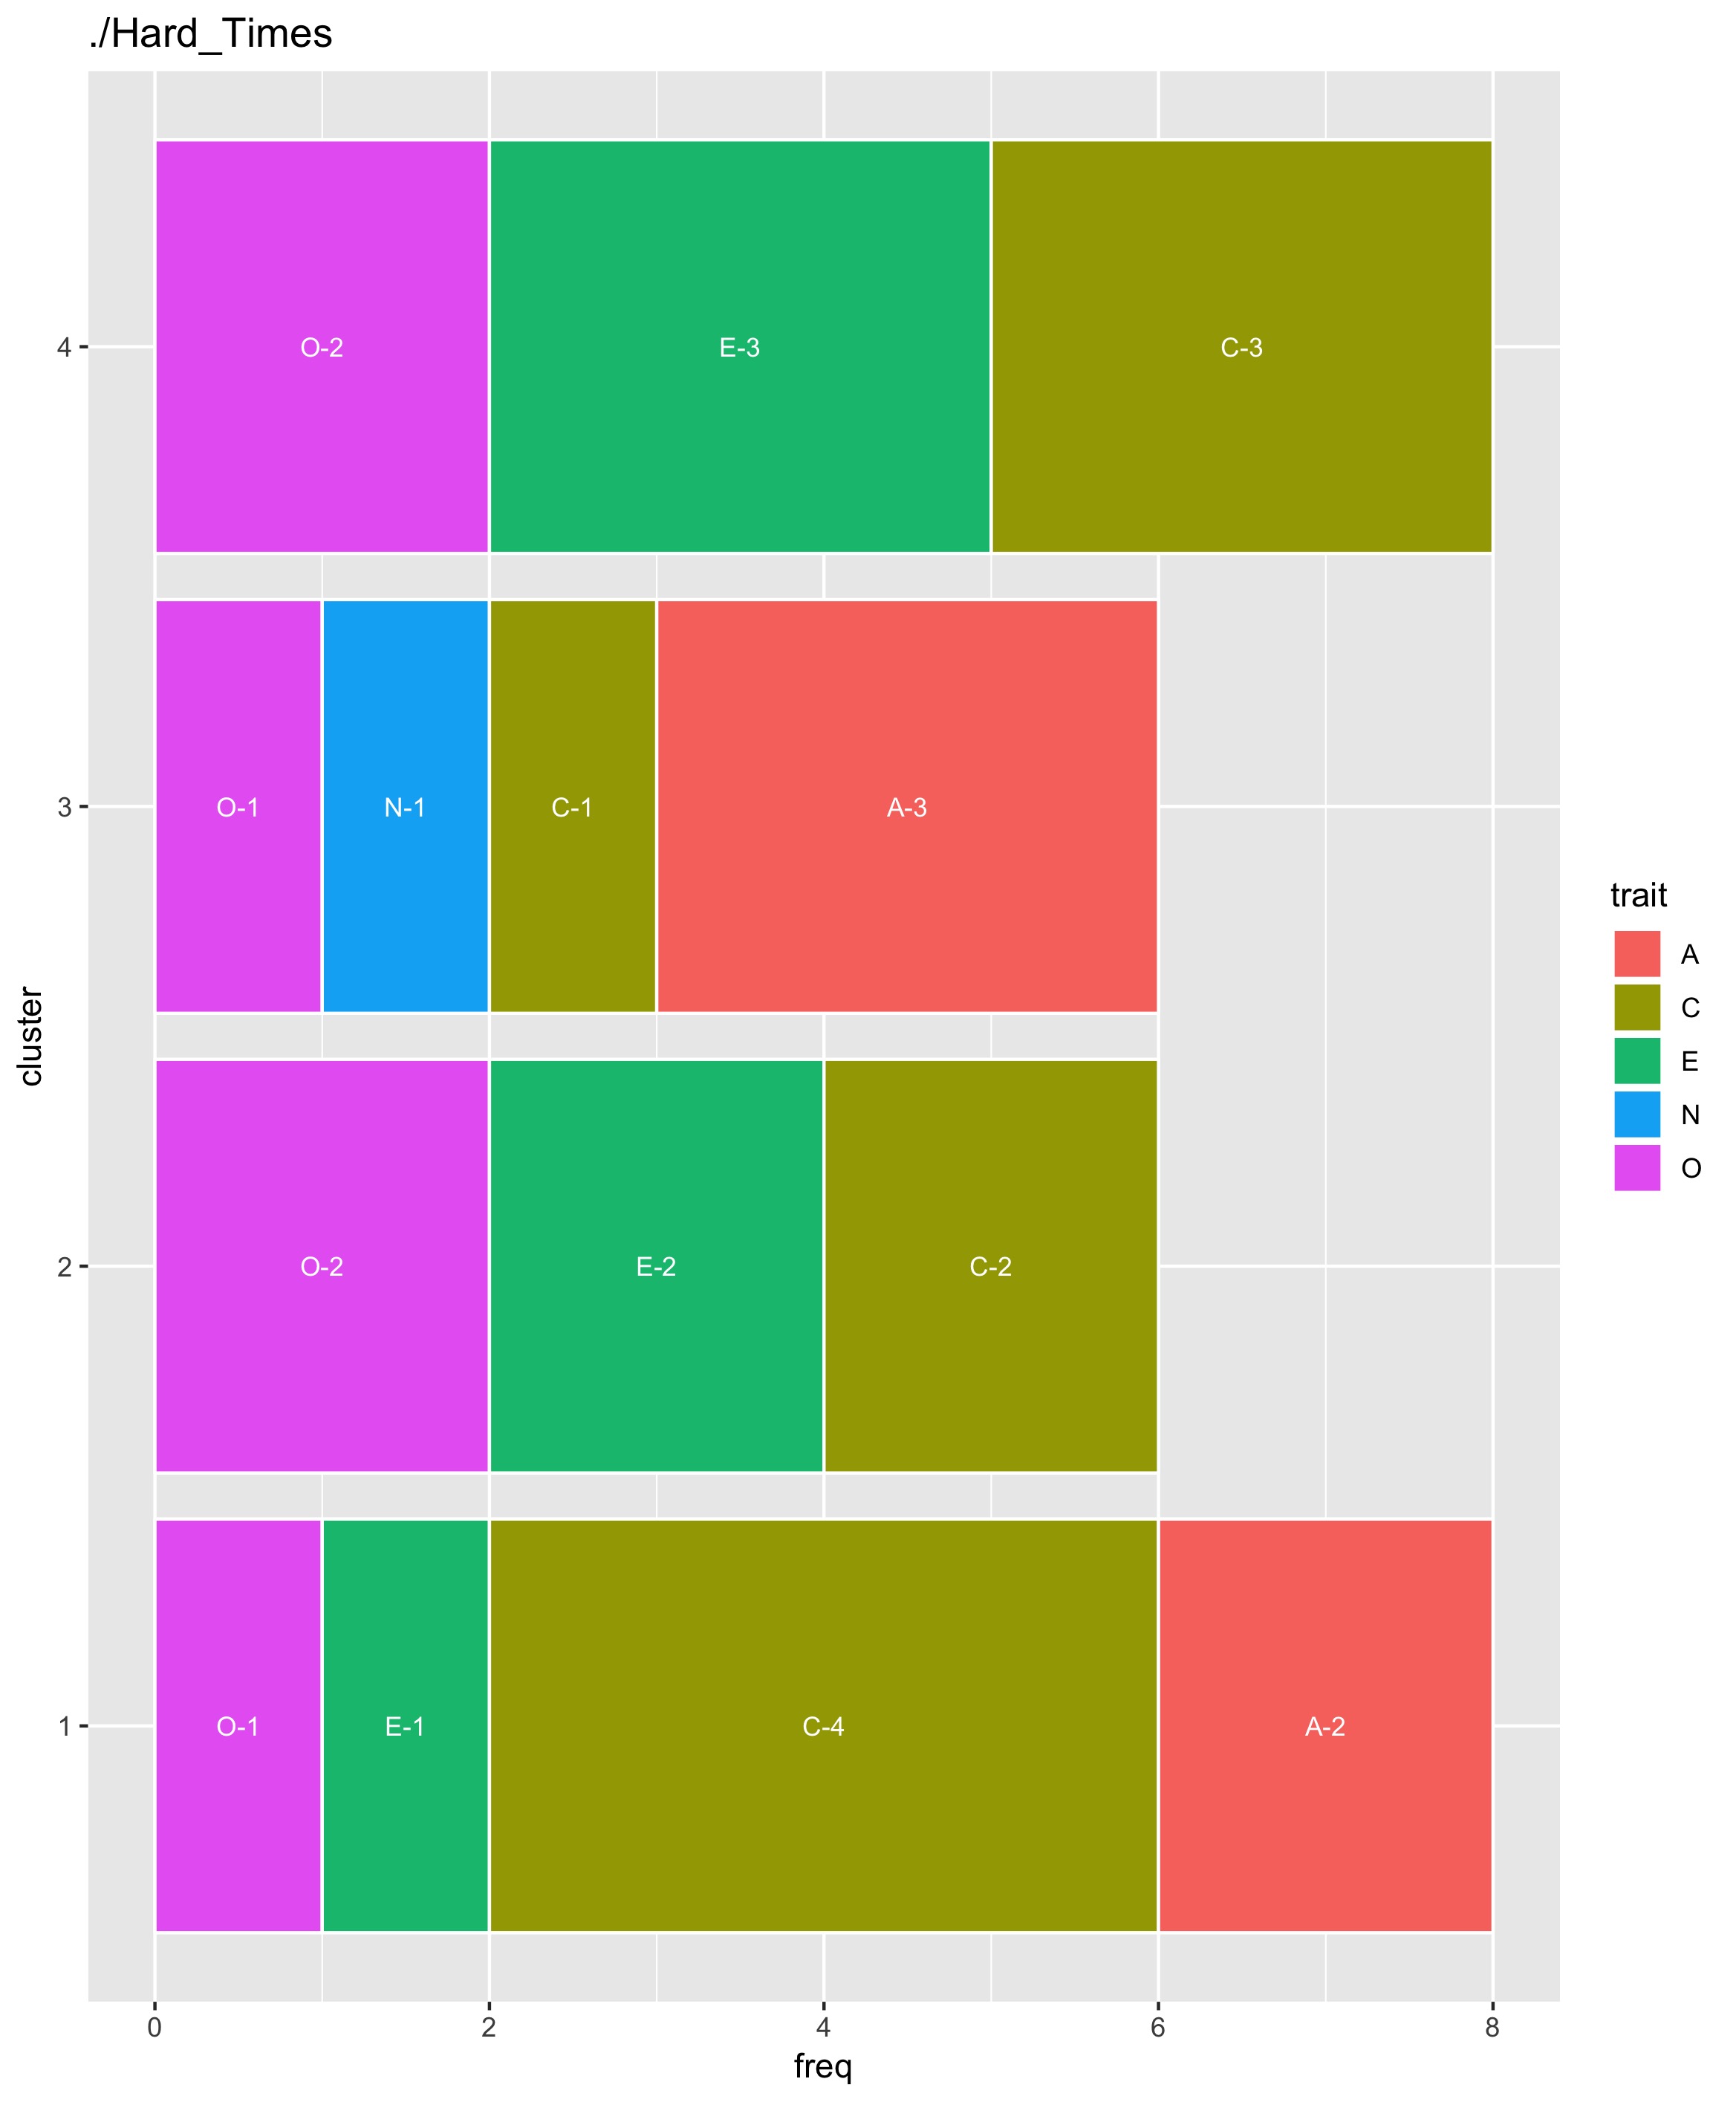 ./Hard_Times
4
O-2 E-3 C-3
3
O-1 N-1 C-1 A-3
2
O-2 E-2 C-2
1
O-1 E-1 C-4 A-2
cluster
0 2 4 6 8
freq
trait
A
C
E
N
O